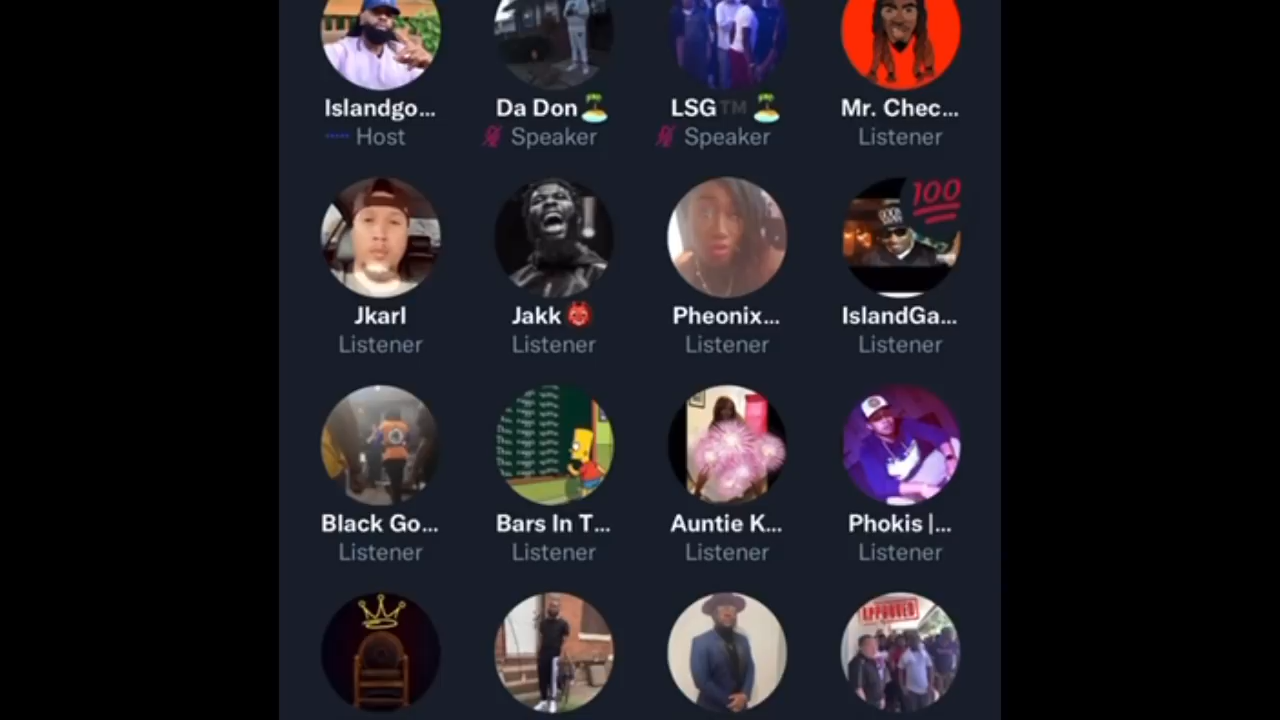 Islandgo... Da Don🏝️ LSG™🏝️ Mr. Chec...
Host Speaker Speaker Listener
100
Jkarl Jakk👹 Pheonix... IslandGa...
Listener Listener Listener Listener
Black Go... Bars In T... Auntie K... Phokis |...
Listener Listener Listener Listener
APPROVED